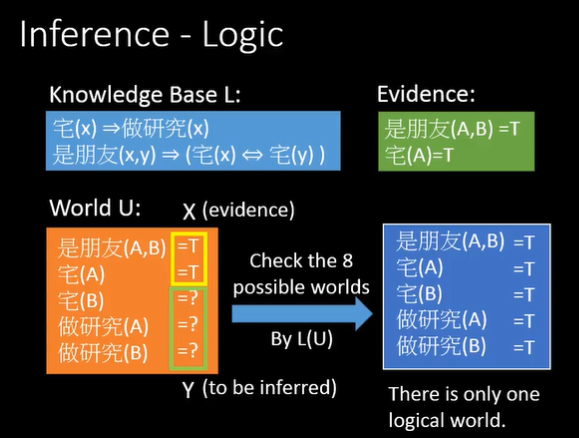 Inference - Logic
Knowledge Base L:
宅(x) ⇒做研究(x)
是朋友(x,y) ⇒ (宅(x) ⇔ 宅(y) )
Evidence:
是朋友(A,B) =T
宅(A)=T
World U:
X (evidence)
是朋友(A,B) =T
宅(A) =T
宅(B) =?
做研究(A) =?
做研究(B) =?
Y (to be inferred)
Check the 8
possible worlds
By L(U)
是朋友(A,B) =T
宅(A) =T
宅(B) =T
做研究(A) =T
做研究(B) =T
There is only one
logical world.